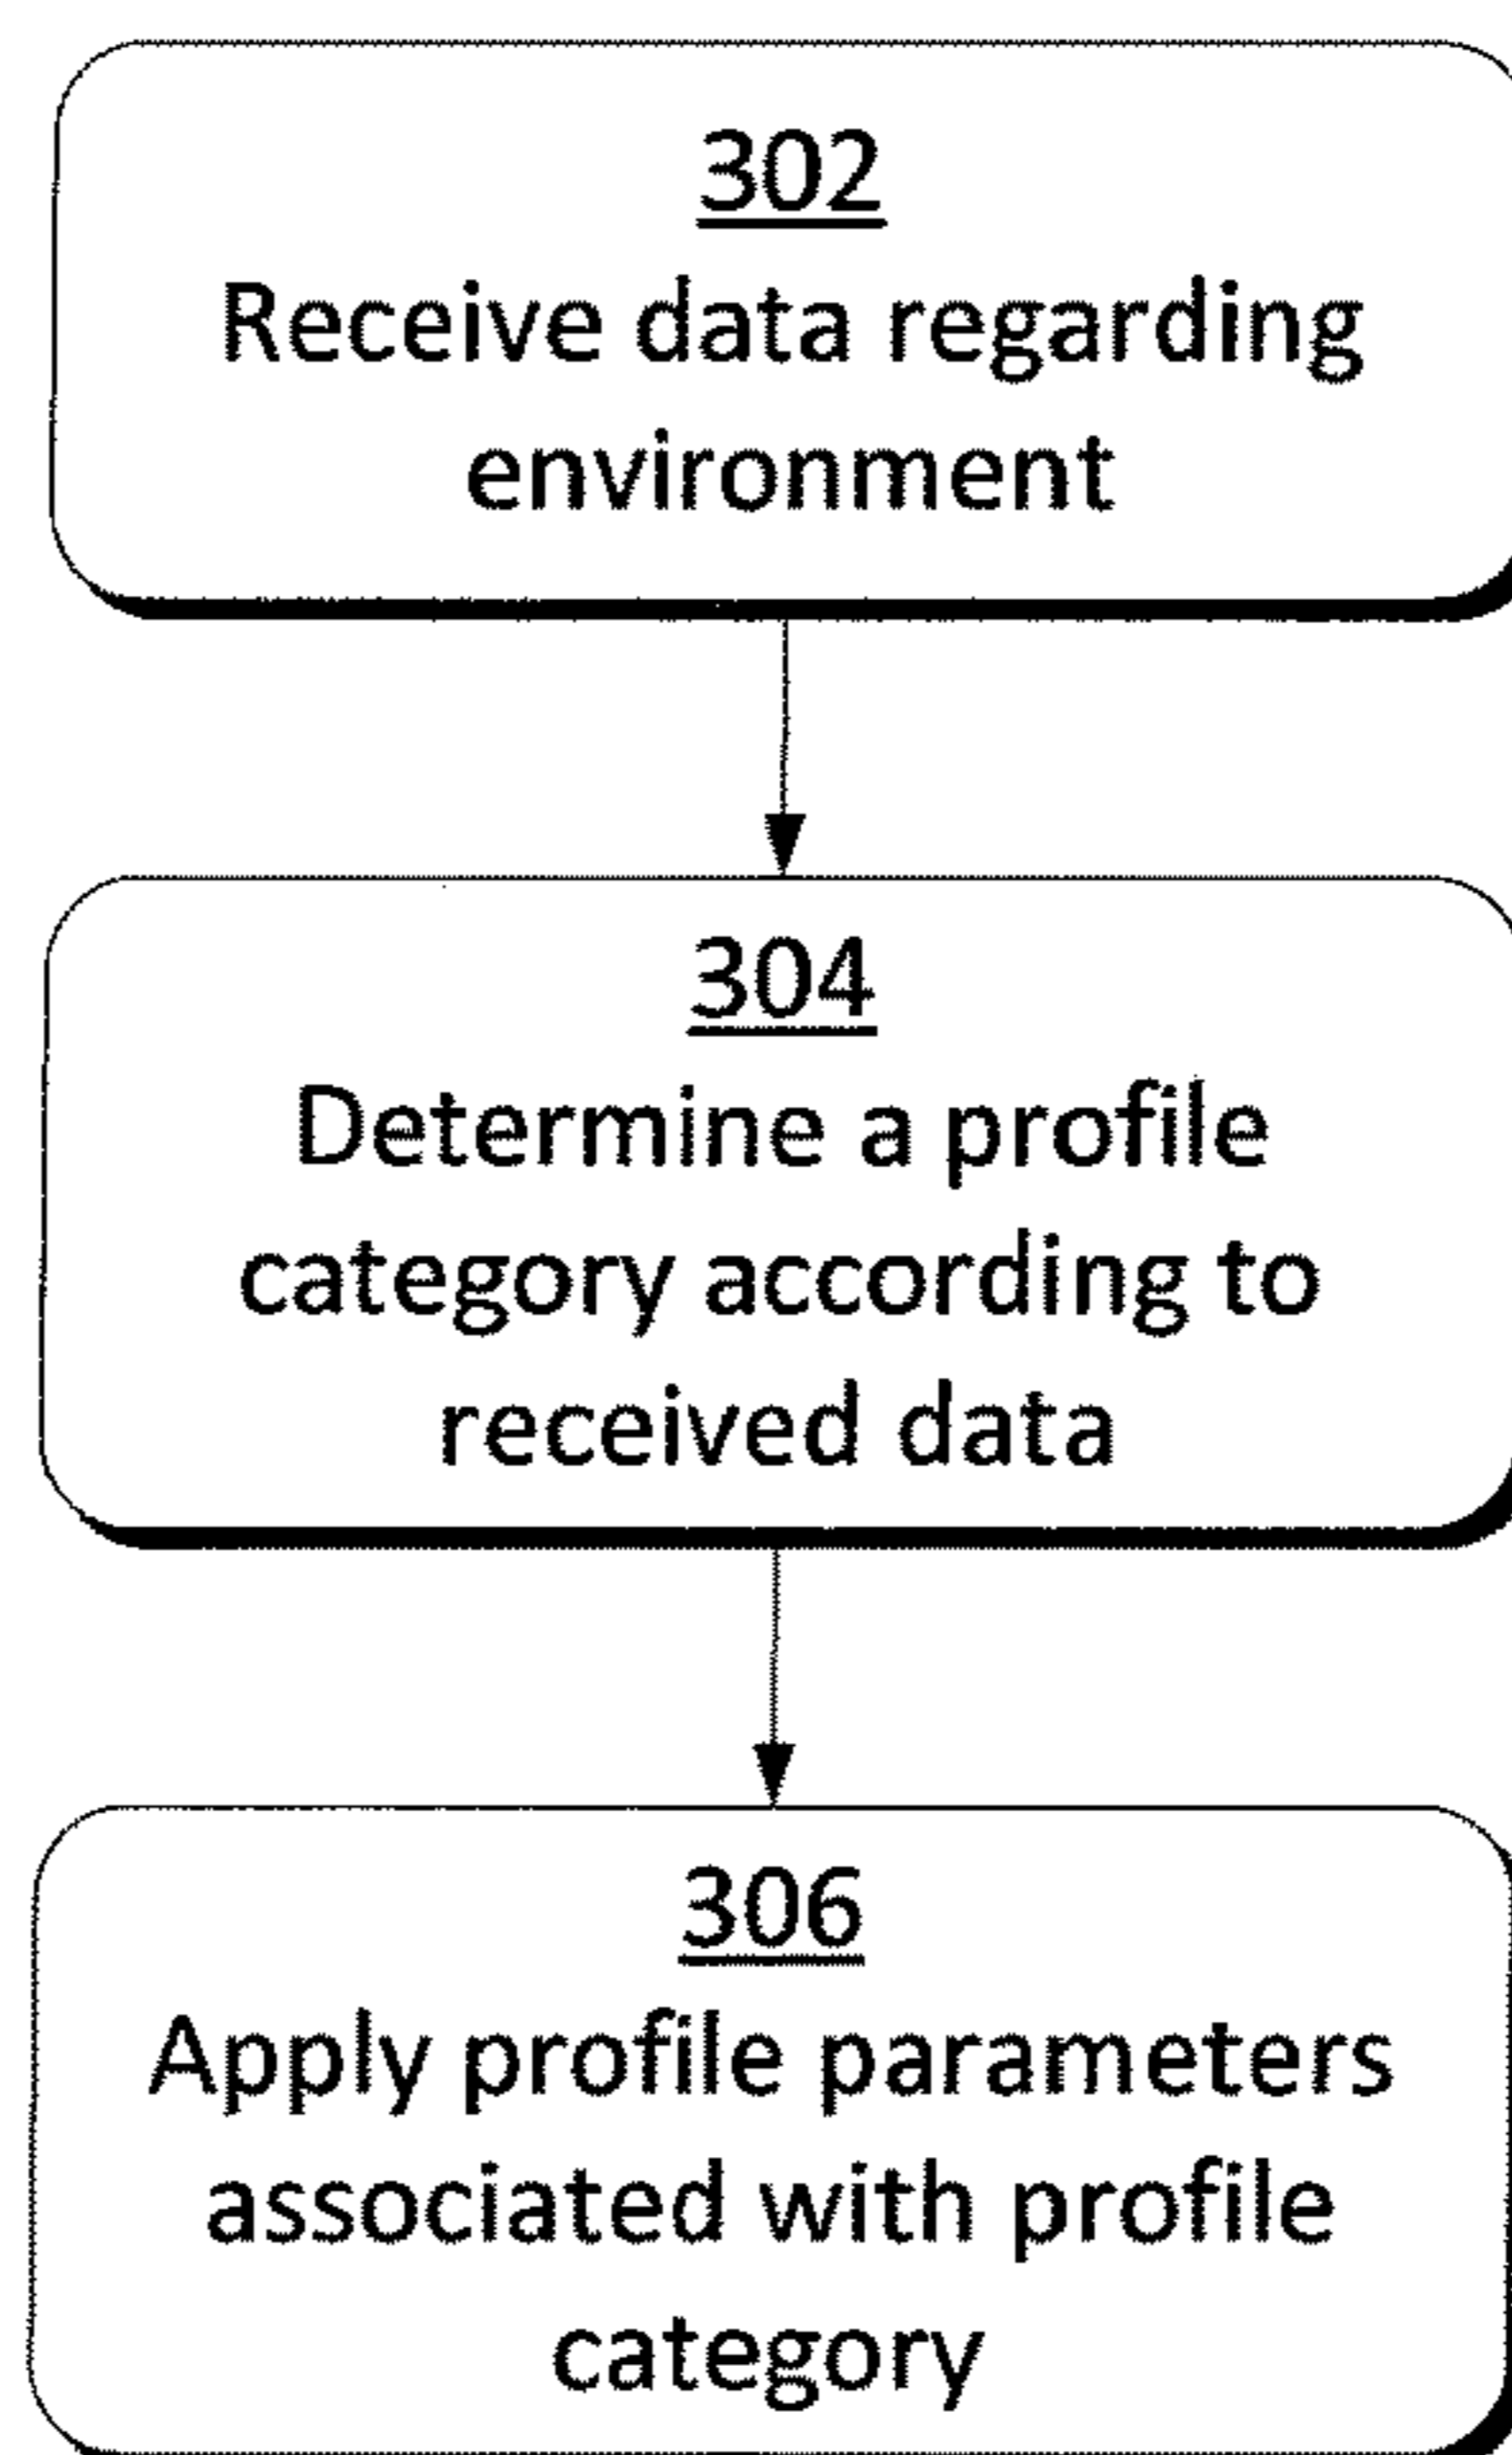 302
Receive data regarding
environment
304
Determine a profile
category according to
received data
306
Apply profile parameters
associated with profile
category